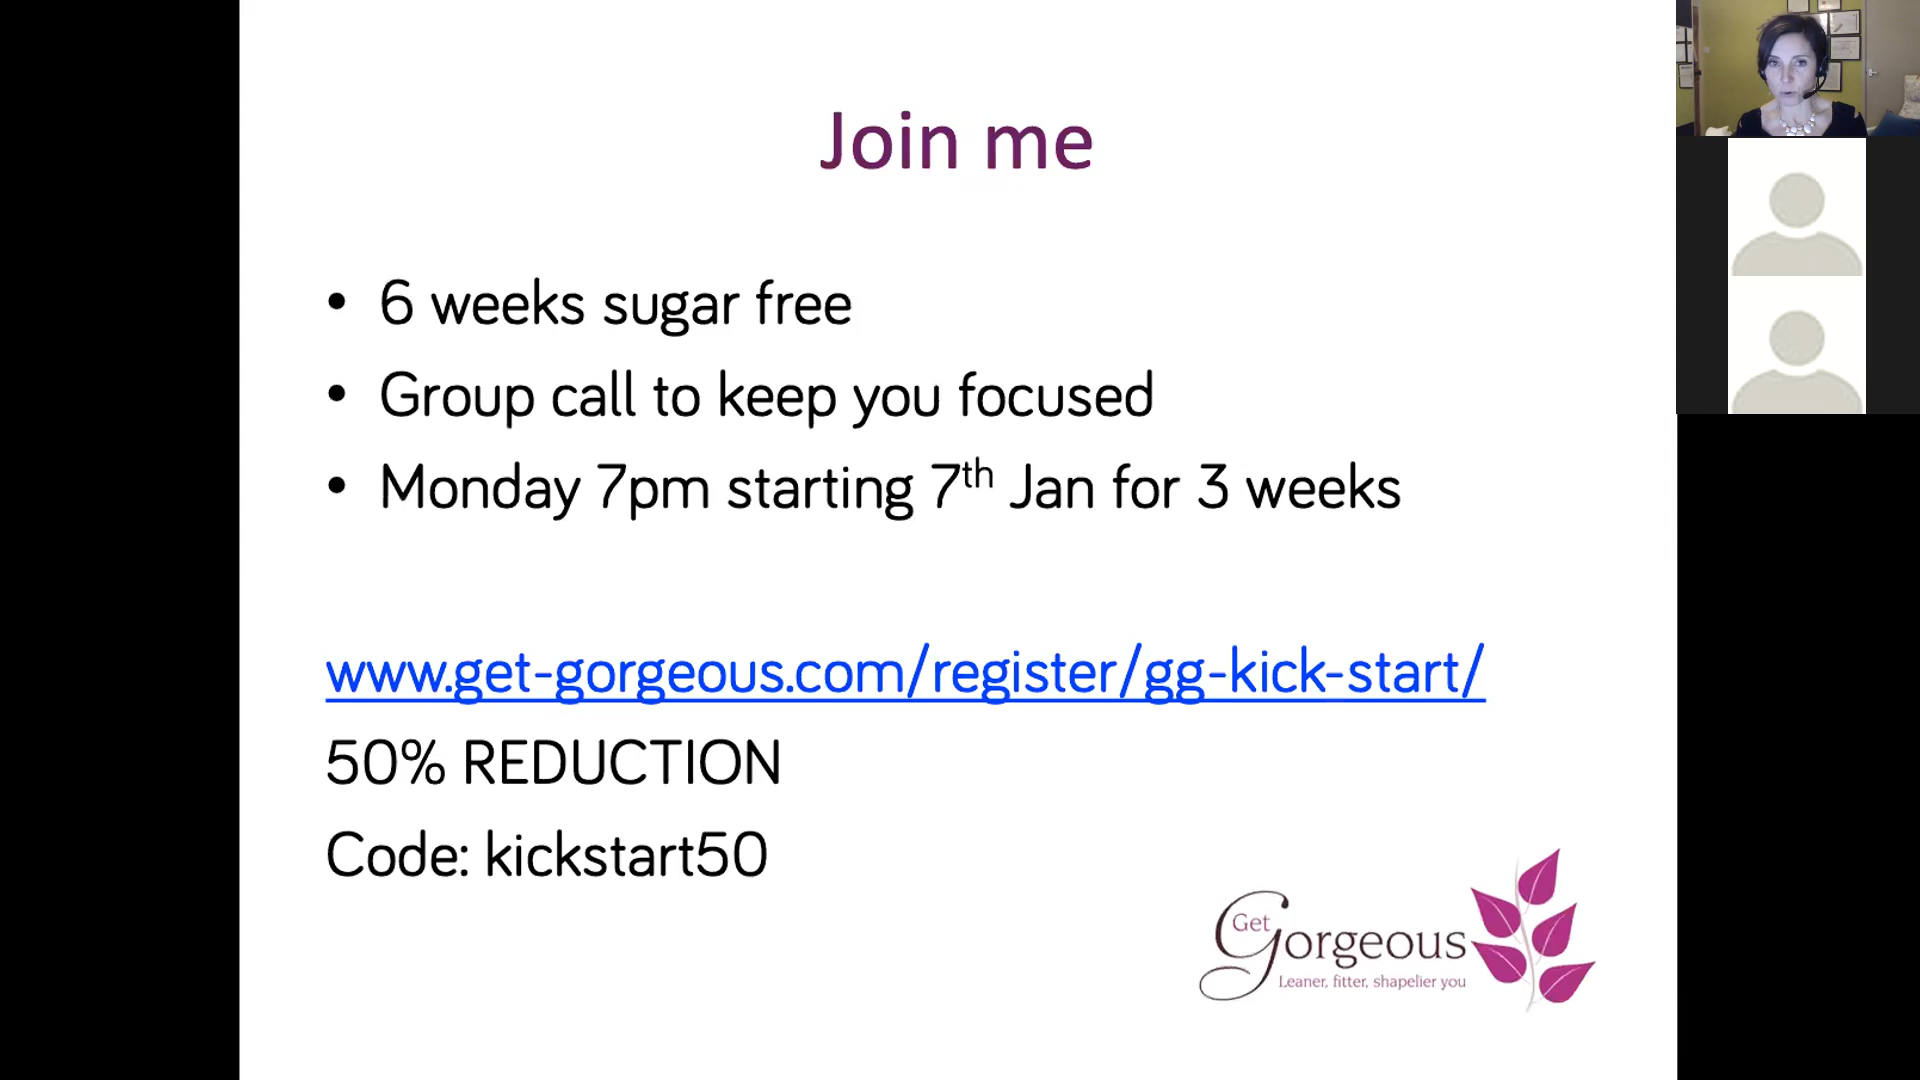 Join me
• 6 weeks sugar free
• Group call to keep you focused
• Monday 7pm starting 7th Jan for 3 weeks
www.get-gorgeous.com/register/gg-kick-start/
50% REDUCTION
Code: kickstart50
Get
Gorgeous
Leaner, fitter, shapelier you